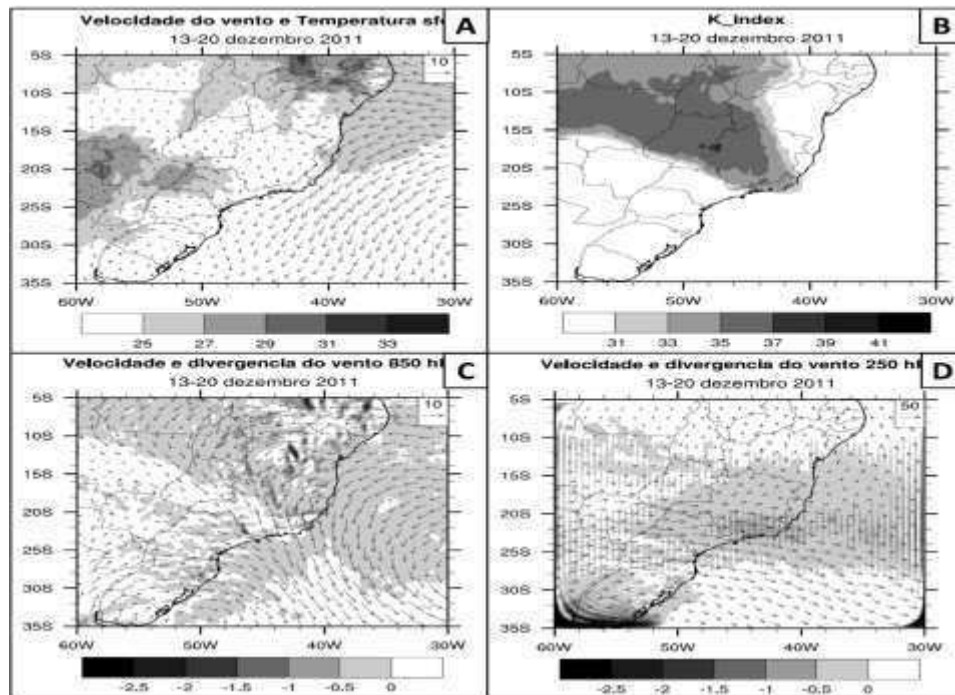 Velocidade do vento e Temperatura sfc
A
13-20 dezembro 2011
10
5S
10S
15S
20S
25S
30S
35S
60W 50W 40W 30W
25 27 29 31 33
K_Index
B
13-20 dezembro 2011
5S
10S
15S
20S
25S
30S
35S
60W 50W 40W 30W
31 33 35 37 39 41
Velocidade e divergencia do vento 850 h
C
13-20 dezembro 2011
10
5S
10S
15S
20S
25S
30S
35S
60W 50W 40W 30W
-2.5 -2 -1.5 -1 -0.5 0
Velocidade e divergencia do vento 250 h
D
13-20 dezembro 2011
50
5S
10S
15S
20S
25S
30S
35S
60W 50W 40W 30W
-2.5 -2 -1.5 -1 -0.5 0